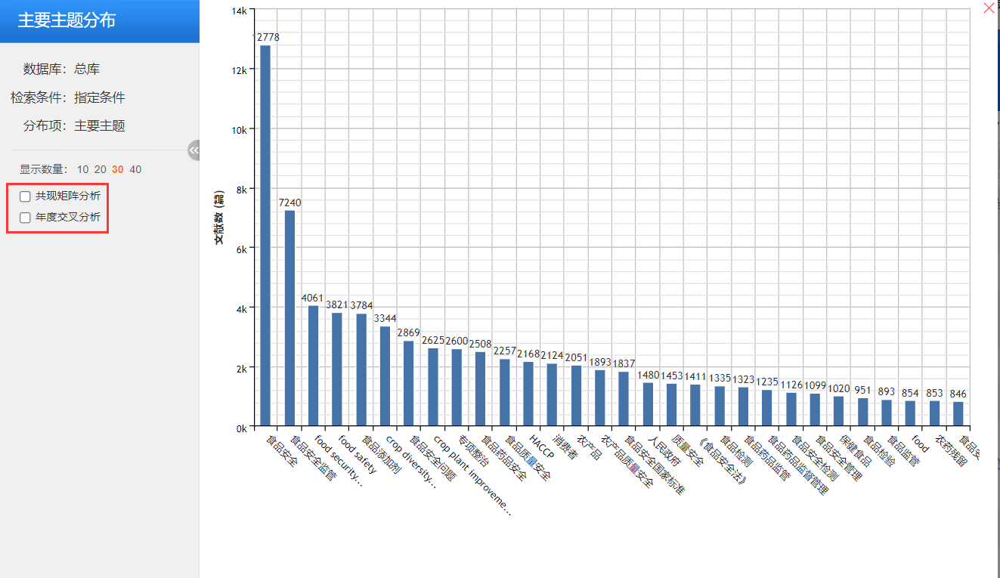 主要主题分布
数据库：总库
检索条件：指定条件
分布项：主要主题
显示数量： 10 20 30 40
共现矩阵分析
年度交叉分析
文献数 (篇)
14k
12k
10k
8k
6k
4k
2k
0k
12778
7240
4061
3821
3784
3344
2869
2625
2600
2508
2257
2168
2124
2051
1893
1837
1480
1453
1411
1335
1323
1235
1126
1099
1020
951
893
854
853
846
食品安全
食品安全监管
food security...
food safety
食品添加剂
crop diversity...
食品安全问题
crop plant improveme...
专项整治
食品药品安全
食品质量安全
HACCP
消费者
农产品
农产品质量安全
食品安全国家标准
人民政府
质量安全
《食品安全法》
食品检测
食品药品监管
食品药品监督管理
食品安全检测
食品安全管理
保健食品
食品检验
食品监管
food
农药残留
食品